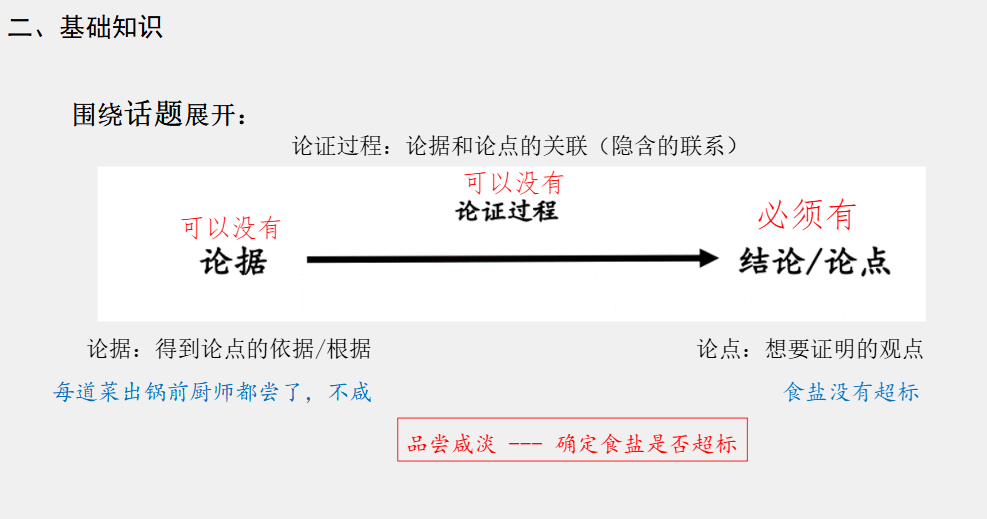 二、基础知识
围绕话题展开：
论证过程：论据和论点的关联（隐含的联系）
可以没有
论证过程
可以没有
必须有
论据
结论/论点
论据：得到论点的依据/根据
论点：想要证明的观点
每道菜出锅前厨师都尝了，不咸
食盐没有超标
品尝咸淡 --- 确定食盐是否超标